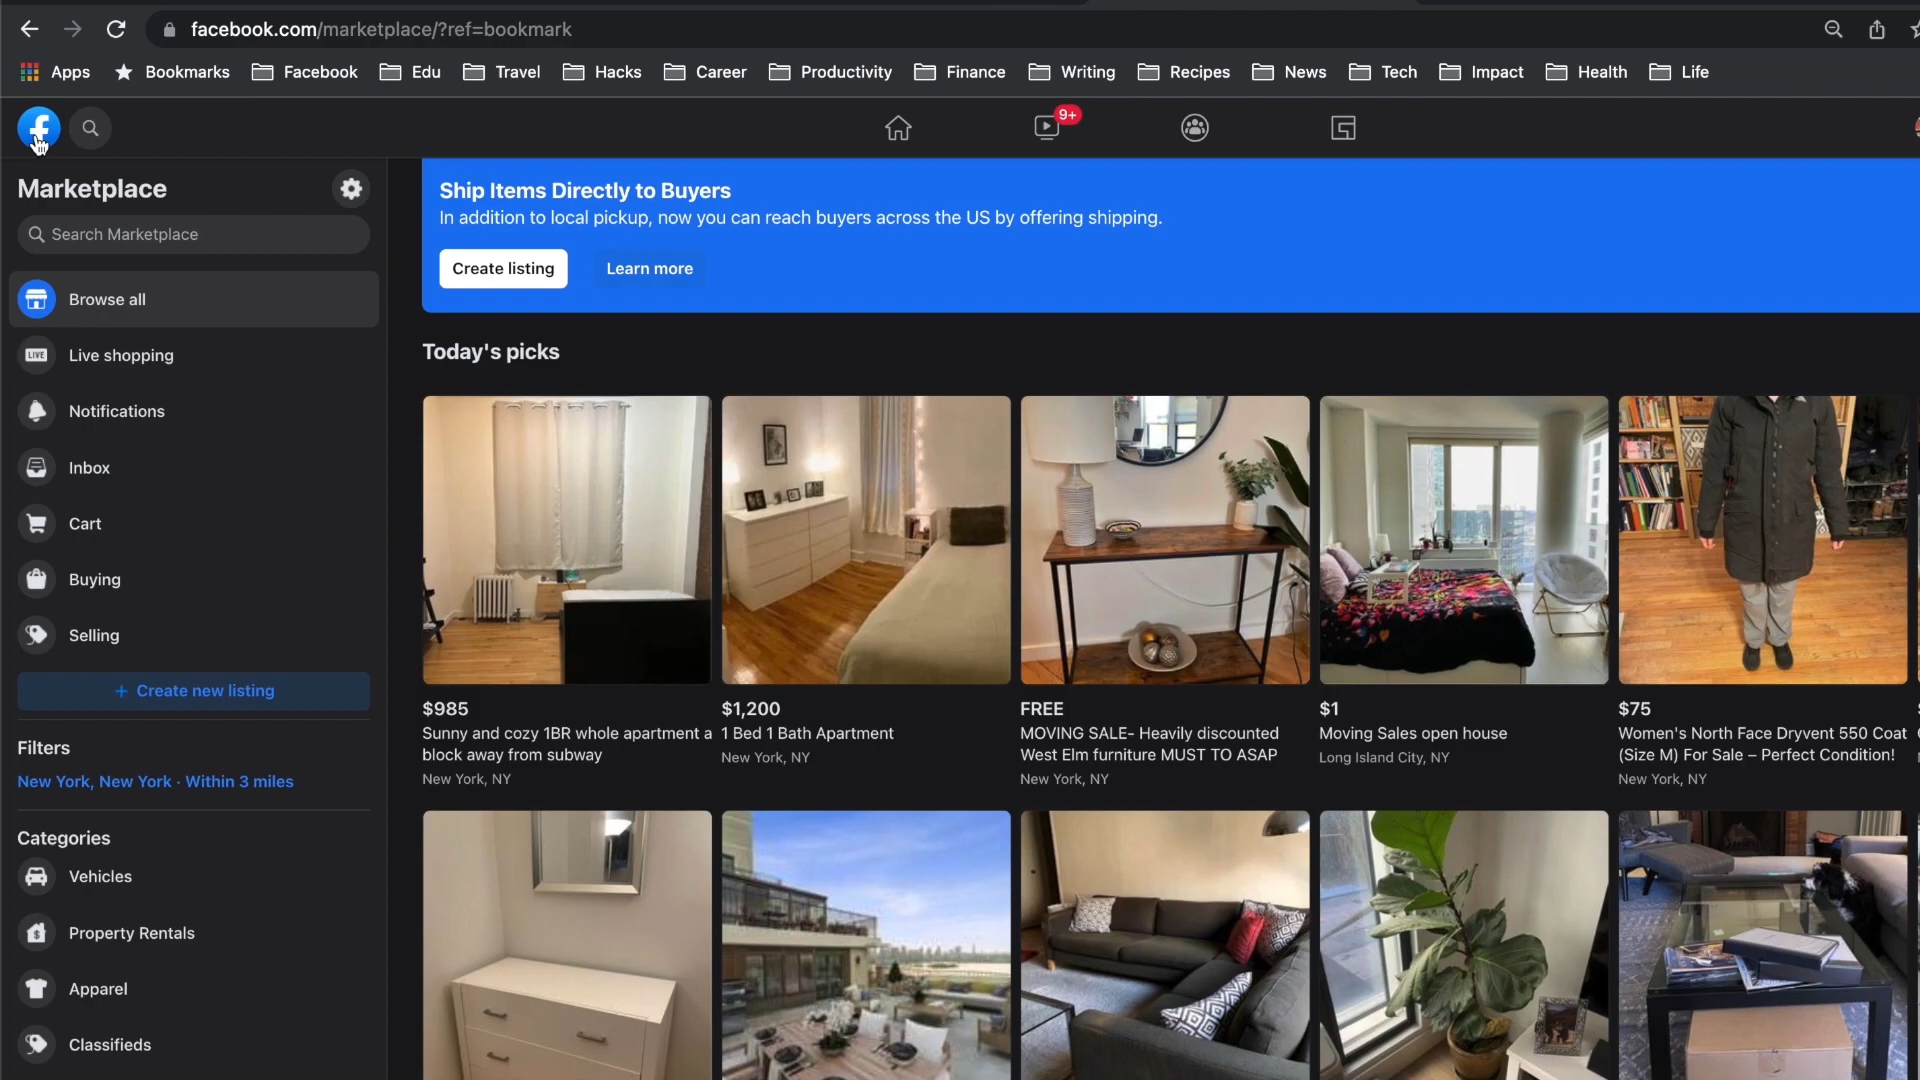 facebook.com/marketplace/?ref=bookmark
Apps Bookmarks Facebook Edu Travel Hacks Career Productivity Finance Writing Recipes News Tech Impact Health Life
9+
Marketplace
Search Marketplace
Browse all
LIVE Live shopping
Notifications
Inbox
Cart
Buying
Selling
+ Create new listing
Filters
New York, New York · Within 3 miles
Categories
Vehicles
Property Rentals
Apparel
Classifieds
Ship Items Directly to Buyers
In addition to local pickup, now you can reach buyers across the US by offering shipping.
Create listing Learn more
Today's picks
$985
Sunny and cozy 1BR whole apartment a
block away from subway
New York, NY
$1,200
1 Bed 1 Bath Apartment
New York, NY
FREE
MOVING SALE- Heavily discounted
West Elm furniture MUST TO ASAP
New York, NY
$1
Moving Sales open house
Long Island City, NY
$75
Women's North Face Dryvent 550 Coat
(Size M) For Sale – Perfect Condition!
New York, NY